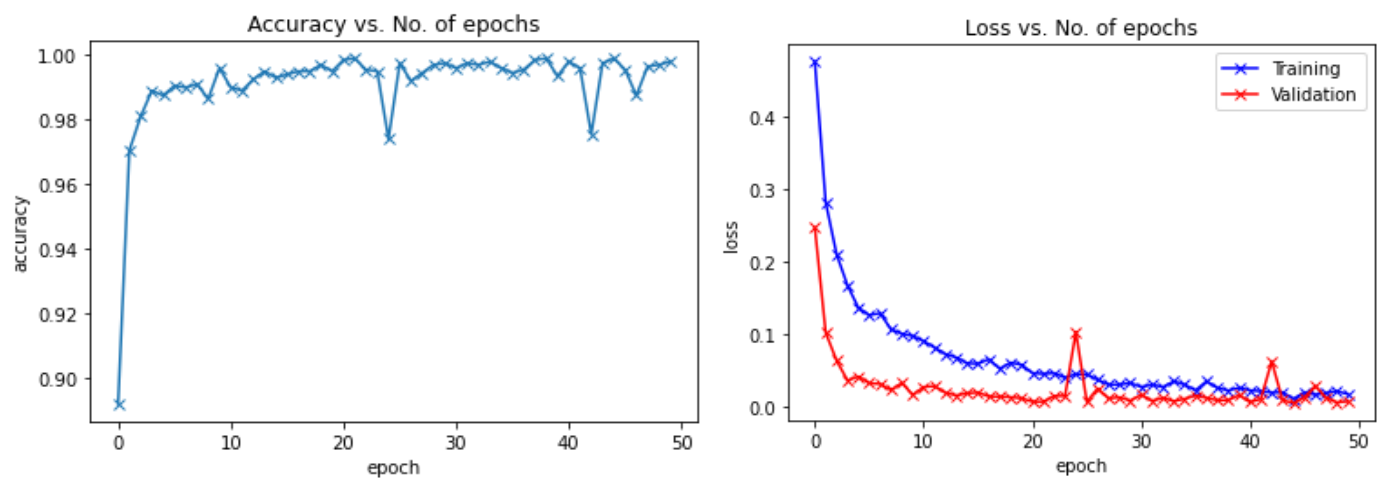 Accuracy vs. No. of epochs
1.00
0.98
0.96
0.94
0.92
0.90
accuracy
0 10 20 30 40 50
epoch
Loss vs. No. of epochs
Training
Validation
0.4
0.3
0.2
0.1
0.0
loss
0 10 20 30 40 50
epoch